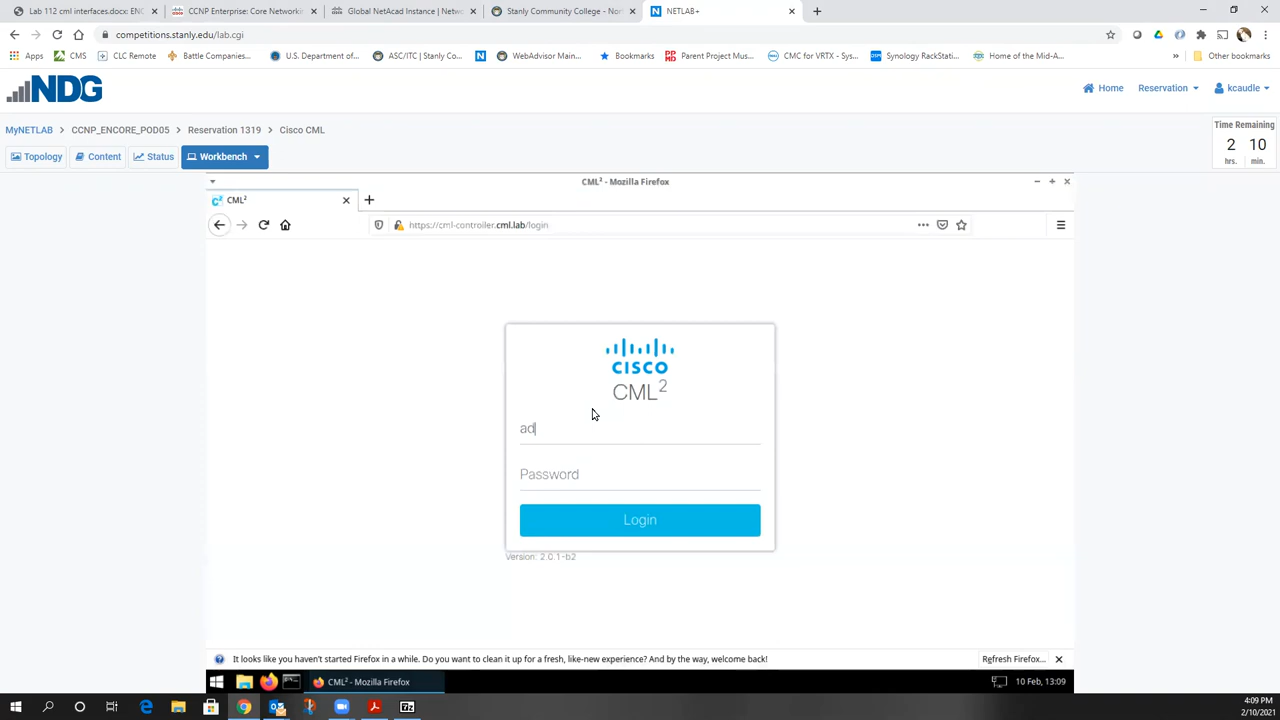 Lab 112 cml interfaces.docx: ENC
CCNP Enterprise: Core Networkin
Global NetAcad Instance | Netwo
Stanly Community College - Nor
NETLAB+
competitions.stanly.edu/lab.cgi
Apps
CMS
CLC Remote
Battle Companies...
U.S. Department of...
ASC/ITC | Stanly Co...
WebAdvisor Main...
Bookmarks
Parent Project Mus...
CMC for VRTX - Sys...
Synology RackStati...
Home of the Mid-A...
»
Other bookmarks
NDG
Home
Reservation
kcaudle
MyNETLAB > CCNP_ENCORE_POD05 > Reservation 1319 > Cisco CML
Time Remaining
2 10
hrs. min.
Topology
Content
Status
Workbench
CML² - Mozilla Firefox
CML²
https://cml-controller.cml.lab/login
CISCO
CML²
ad
Password
Login
Version: 2.0.1-b2
It looks like you haven't started Firefox in a while. Do you want to clean it up for a fresh, like-new experience? And by the way, welcome back!
Refresh Firefox...
CML² - Mozilla Firefox
10 Feb, 13:09
4:09 PM
2/10/2021